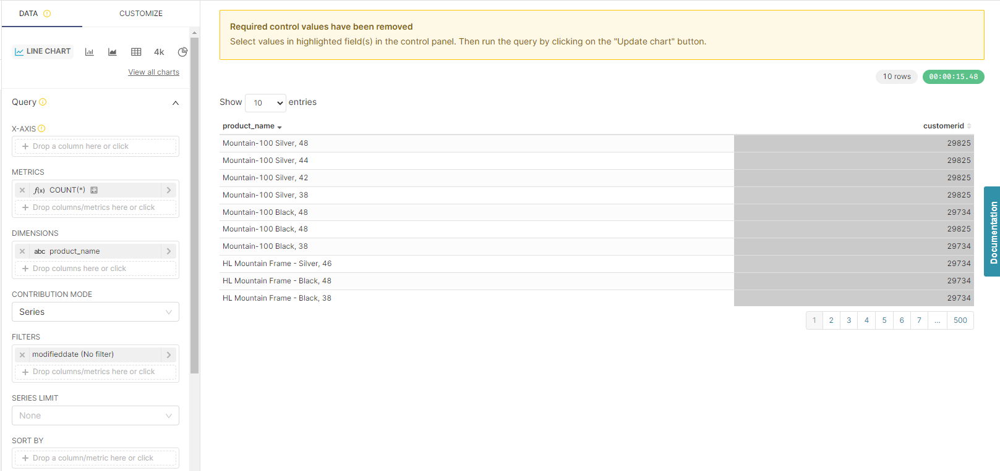 DATA
CUSTOMIZE
LINE CHART
4k
View all charts
Query
X-AXIS
+ Drop a column here or click
METRICS
× f(x) COUNT(*)
+ Drop columns/metrics here or click
DIMENSIONS
× abc product_name
+ Drop columns here or click
CONTRIBUTION MODE
Series
FILTERS
× modifieddate (No filter)
+ Drop columns/metrics here or click
SERIES LIMIT
None
SORT BY
+ Drop a column/metric here or click
Required control values have been removed
Select values in highlighted field(s) in the control panel. Then run the query by clicking on the "Update chart" button.
10 rows 00:00:15.48
Show 10 entries
product_name customerid
Mountain-100 Silver, 48 29825
Mountain-100 Silver, 44 29825
Mountain-100 Silver, 42 29825
Mountain-100 Silver, 38 29825
Mountain-100 Black, 48 29734
Mountain-100 Black, 48 29825
Mountain-100 Black, 38 29734
HL Mountain Frame - Silver, 46 29734
HL Mountain Frame - Black, 48 29734
HL Mountain Frame - Black, 38 29734
1 2 3 4 5 6 7 ... 500
Documentation